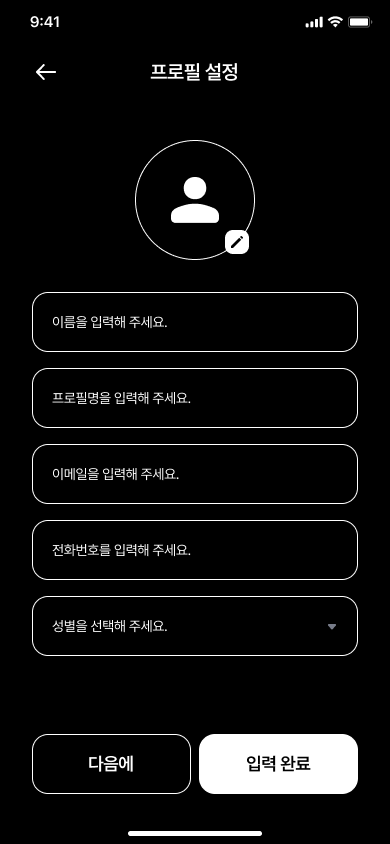 9:41
프로필 설정
이름을 입력해 주세요.
프로필명을 입력해 주세요.
이메일을 입력해 주세요.
전화번호를 입력해 주세요.
성별을 선택해 주세요.
다음에
입력 완료